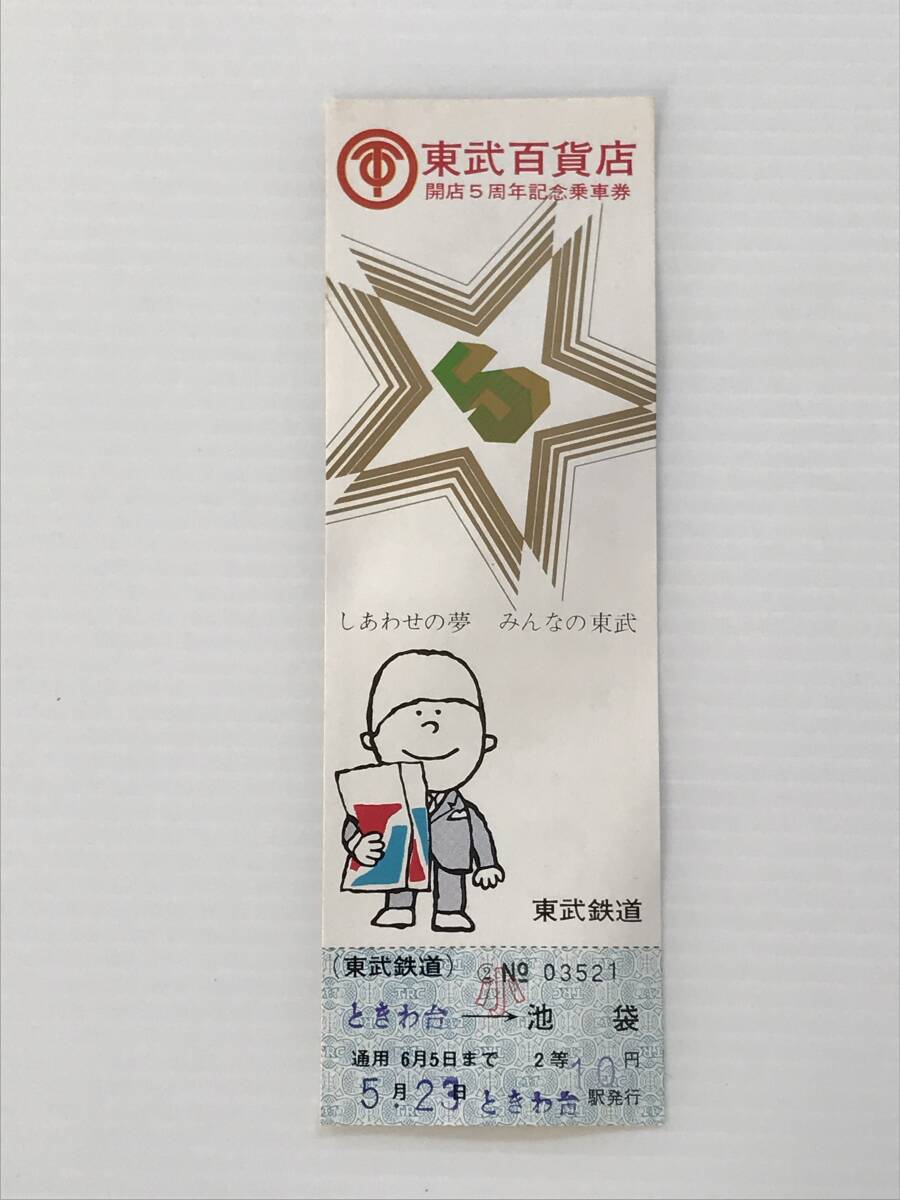 東武百貨店
開店5周年記念乗車券
5
しあわせの夢 みんなの東武
東武鉄道
(東武鉄道) ② № 03521
小
ときわ台 → 池袋
通用 6月5日まで 2等 10円
5月23日 ときわ台 駅発行